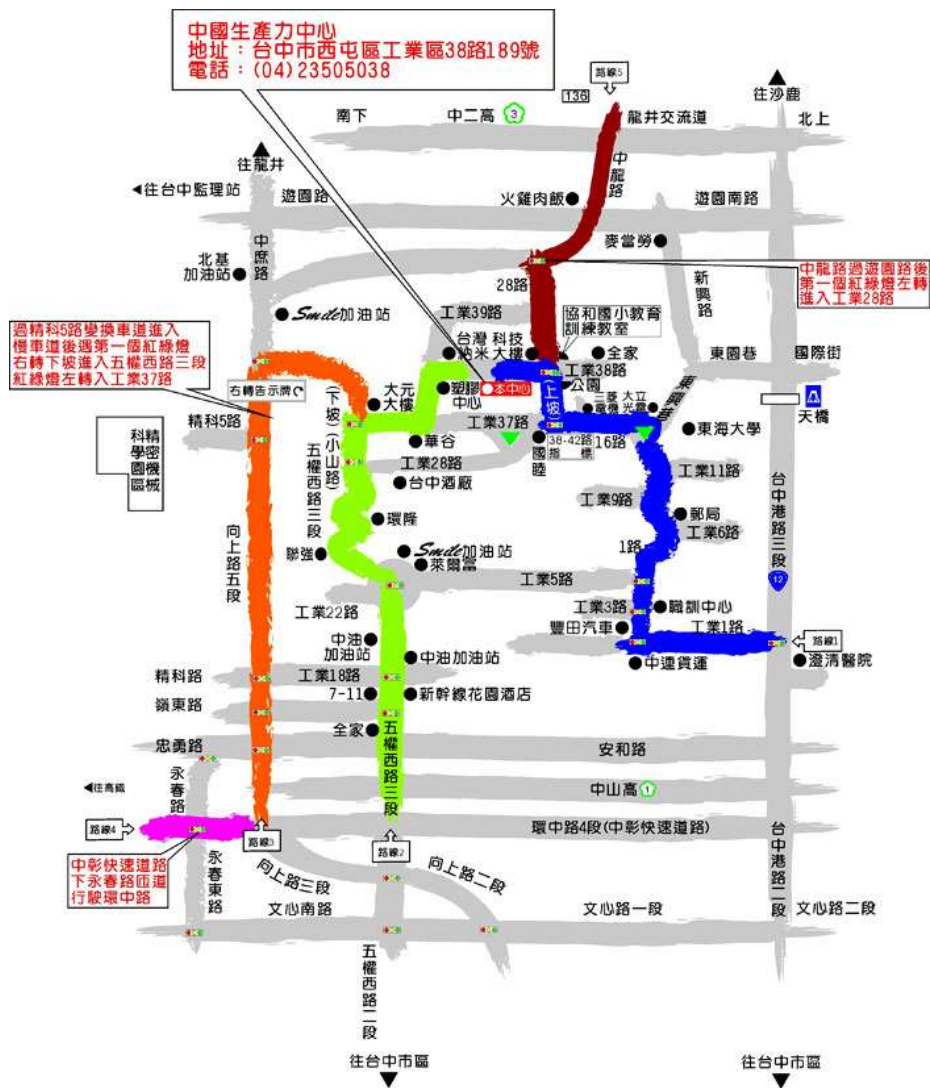 中國生產力中心
地址：台中市西屯區工業區38路189號
電話：(04)23505038
路線5
136
往沙鹿
南下
中二高
3
龍井交流道
北上
往龍井
往台中監理站
遊園路
中龍路
火雞肉飯
遊園南路
中庶路
麥當勞
北基
加油站
28路
新興路
中龍路過遊園路後
第一個紅綠燈左轉
進入工業28路
Smile加油站
工業39路
協和國小教育
訓練教室
過精科5路變換車道進入
慢車道後遇第一個紅綠燈
右轉下坡進入五權西路三段
紅綠燈左轉入工業37路
台灣 科技
奈米 大樓
全家
工業38路
東園巷
國際街
右轉告示牌
大元
大樓
塑膠
中心
本中心
(上坡)
公園
三菱
電機
大立
光電
東興巷
天橋
精科5路
(下坡)(小山路)
工業37路
華谷
國睦
38-42路
指標
16路
東海大學
精密機械
科學園區
五權西路三段
工業28路
台中酒廠
工業11路
工業9路
台中港路三段
環隆
郵局
工業6路
向上路五段
聯強
Smile加油站
萊爾富
1路
工業5路
12
工業22路
工業3路
職訓中心
豐田汽車
工業1路
路線1
中油
加油站
中油加油站
中連貨運
澄清醫院
精科路
工業18路
7-11
新幹線花園酒店
嶺東路
全家
忠勇路
五權西路三段
安和路
往高鐵
永春路
中山高
1
路線4
路線3
路線2
環中路4段(中彰快速道路)
台中港路二段
中彰快速道路
下永春路匝道
行駛環中路
永春東路
向上路三段
向上路二段
文心南路
文心路一段
文心路二段
五權西路二段
往台中市區
往台中市區